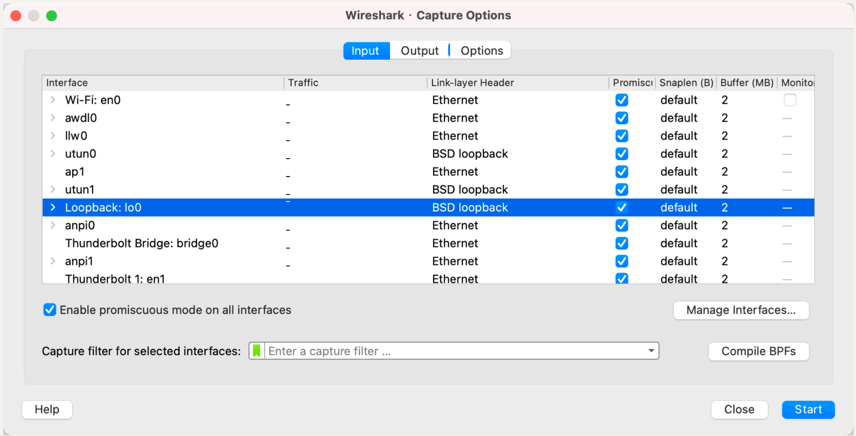 Wireshark · Capture Options
Input Output Options
Interface Traffic Link-layer Header Promiscu Snaplen (B) Buffer (MB) Monitor
Wi-Fi: en0 Ethernet default 2
awdl0 Ethernet default 2 —
llw0 Ethernet default 2 —
utun0 BSD loopback default 2 —
ap1 Ethernet default 2 —
utun1 BSD loopback default 2 —
Loopback: lo0 BSD loopback default 2 —
anpi0 Ethernet default 2 —
Thunderbolt Bridge: bridge0 Ethernet default 2 —
anpi1 Ethernet default 2 —
Thunderbolt 1: en1 Ethernet default 2 —
Enable promiscuous mode on all interfaces Manage Interfaces...
Capture filter for selected interfaces: Enter a capture filter ... Compile BPFs
Help Close Start